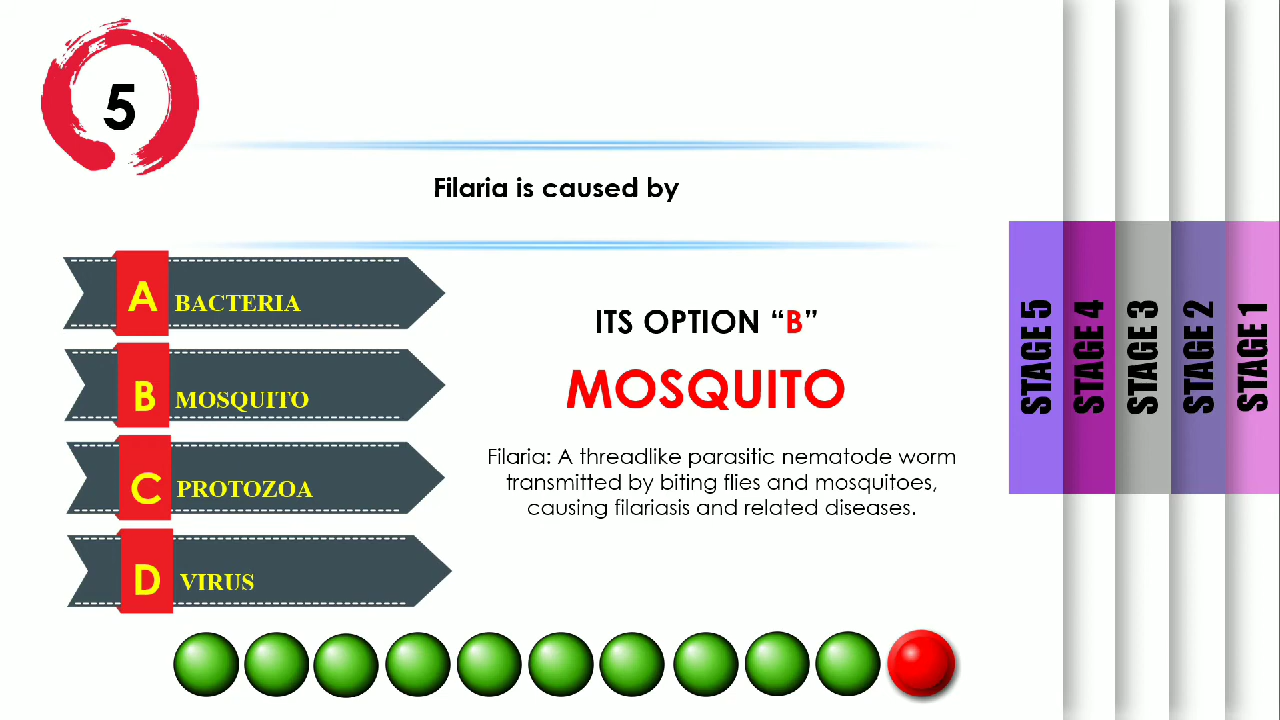 5
Filaria is caused by
A BACTERIA
B MOSQUITO
C PROTOZOA
D VIRUS
ITS OPTION “B”
MOSQUITO
Filaria: A threadlike parasitic nematode worm
transmitted by biting flies and mosquitoes,
causing filariasis and related diseases.
STAGE 5
STAGE 4
STAGE 3
STAGE 2
STAGE 1